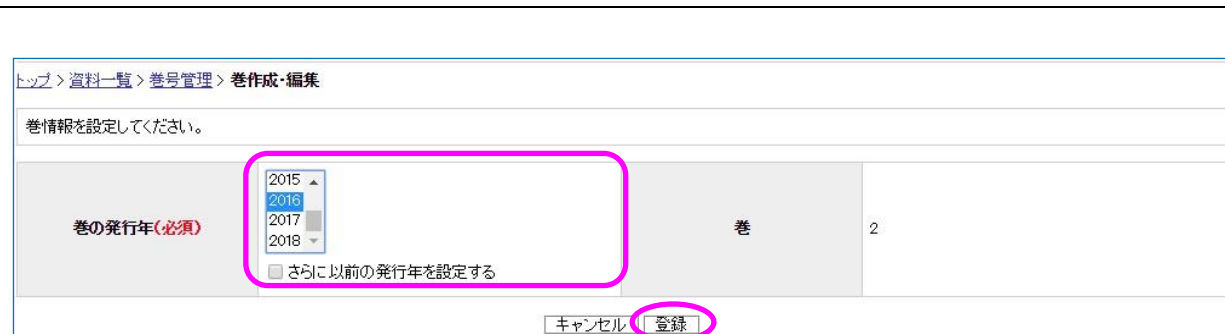 トップ > 資料一覧 > 巻号管理 > 巻作成・編集
巻情報を設定してください。
巻の発行年(必須)
2015
2016
2017
2018
さらに以前の発行年を設定する
巻
2
キャンセル 登録